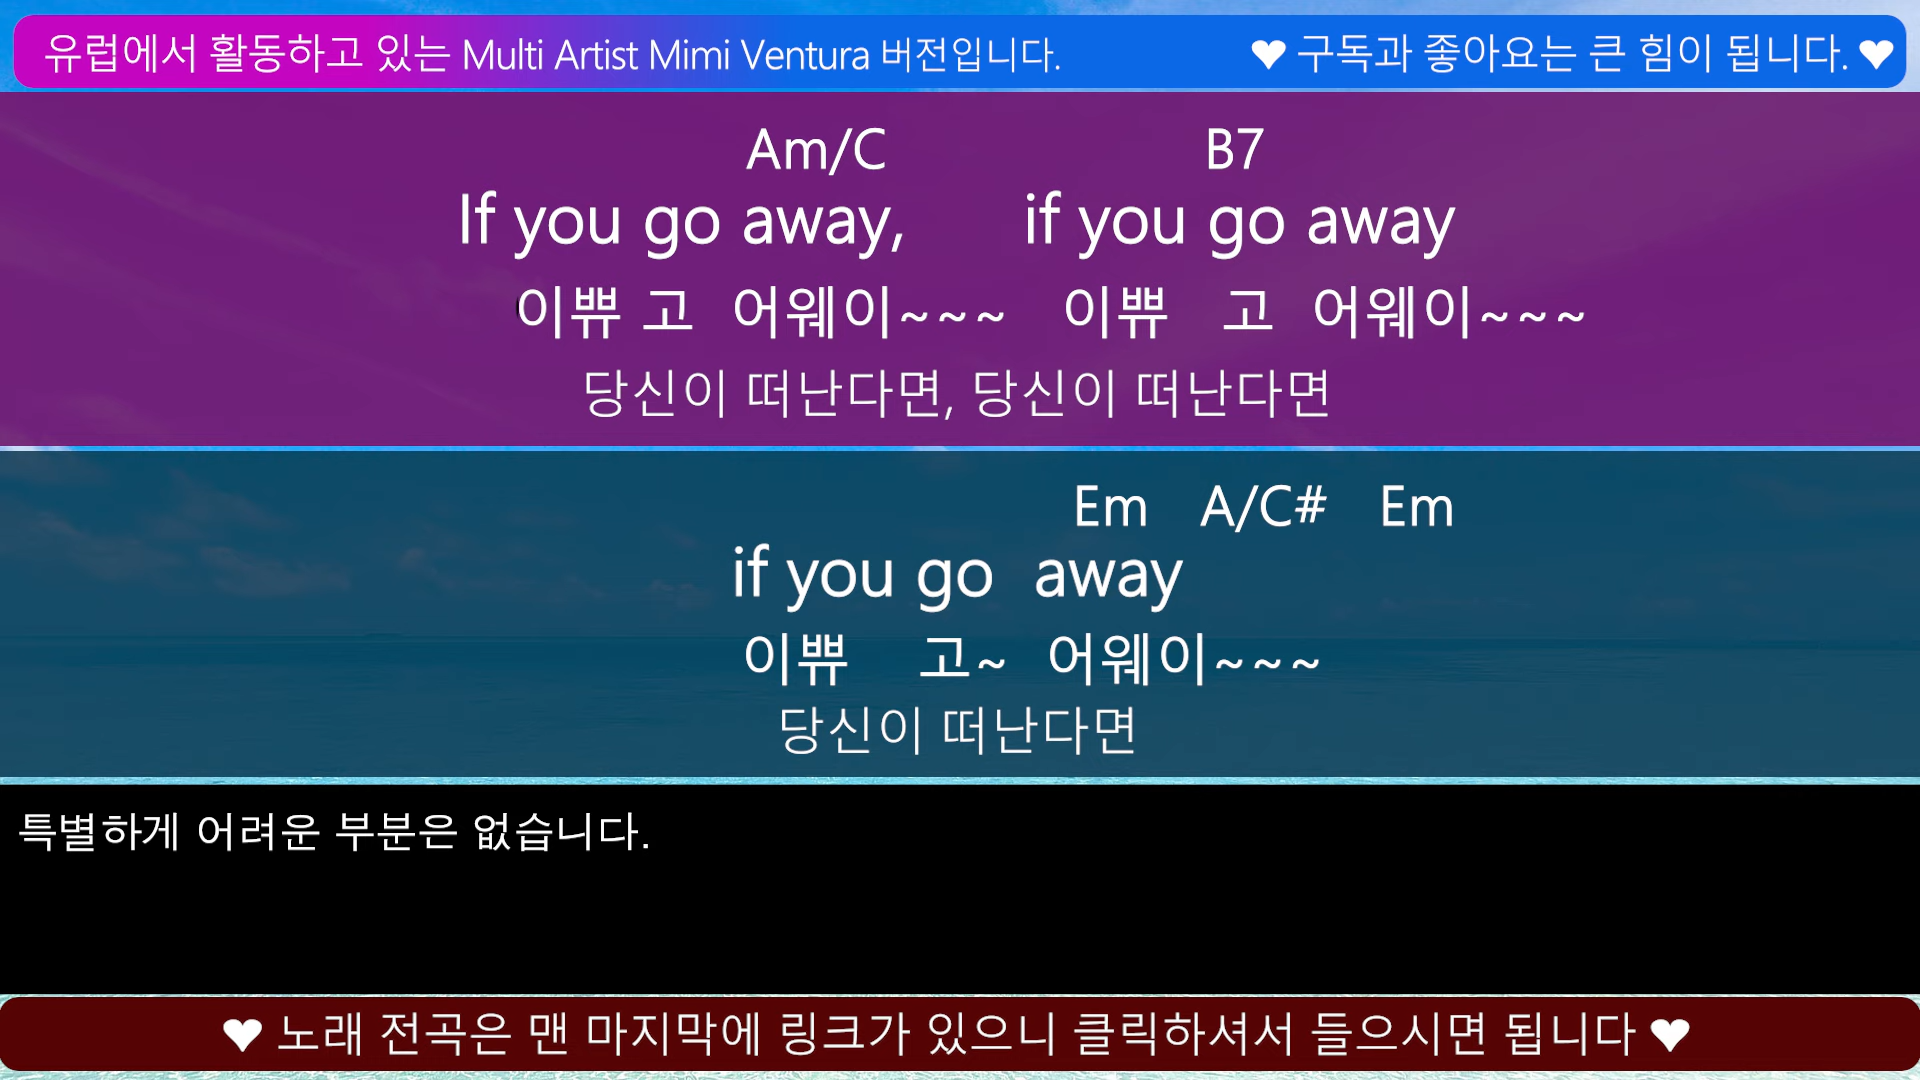 유럽에서 활동하고 있는 Multi Artist Mimi Ventura 버전입니다. ♥ 구독과 좋아요는 큰 힘이 됩니다. ♥
Am/C B7
If you go away, if you go away
이쀼 고 어웨이~~~ 이쀼 고 어웨이~~~
당신이 떠난다면, 당신이 떠난다면
Em A/C# Em
if you go away
이쀼 고~ 어웨이~~~
당신이 떠난다면
특별하게 어려운 부분은 없습니다.
♥ 노래 전곡은 맨 마지막에 링크가 있으니 클릭하셔서 들으시면 됩니다 ♥